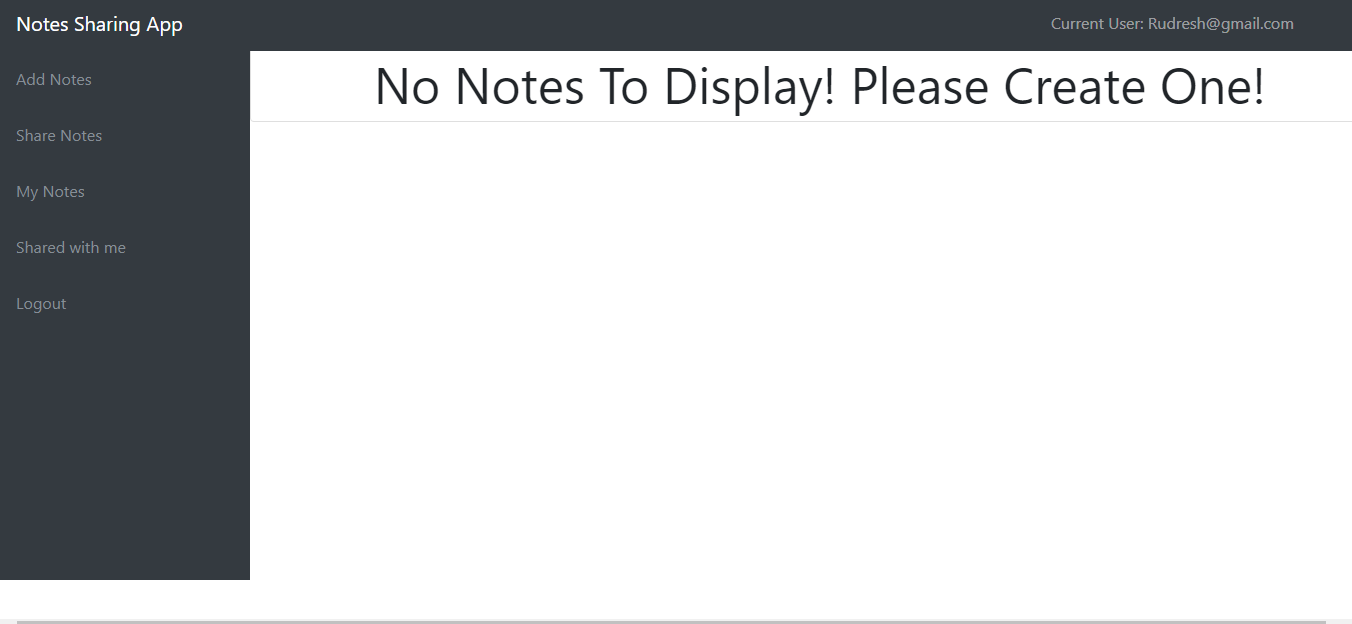 Notes Sharing App
Current User: Rudresh@gmail.com
Add Notes
Share Notes
My Notes
Shared with me
Logout
No Notes To Display! Please Create One!